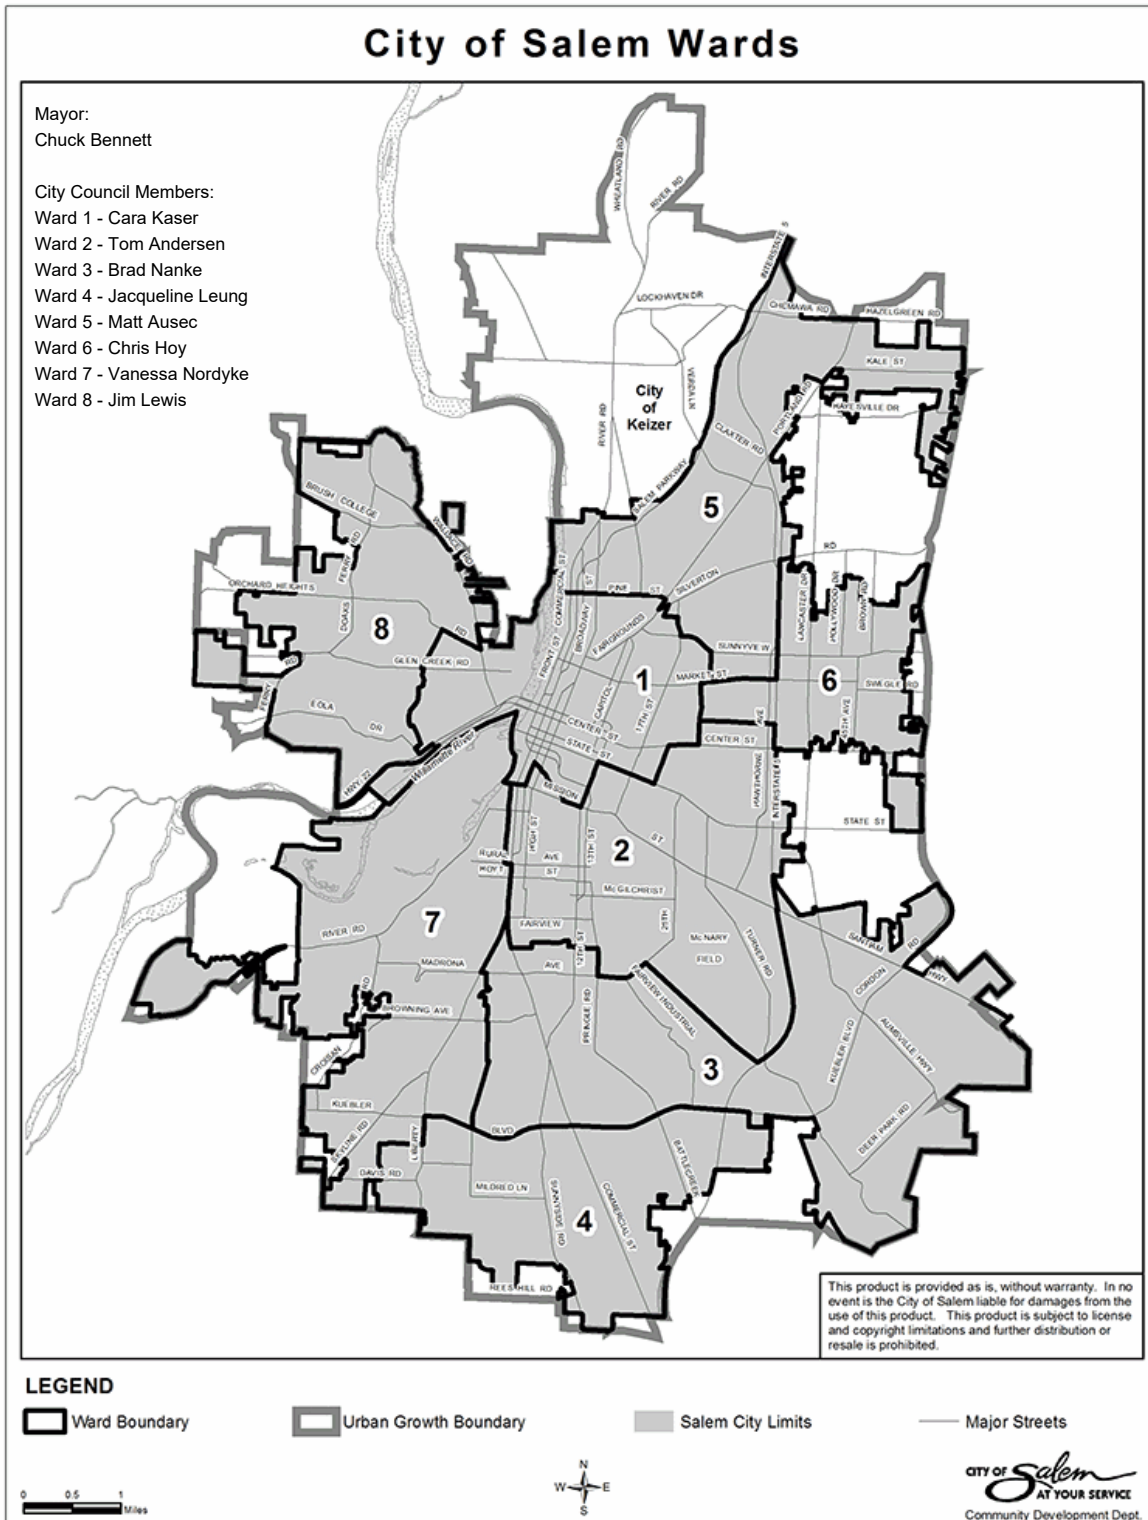 City of Salem Wards
Mayor:
Chuck Bennett
City Council Members:
Ward 1 - Cara Kaser
Ward 2 - Tom Andersen
Ward 3 - Brad Nanke
Ward 4 - Jacqueline Leung
Ward 5 - Matt Ausec
Ward 6 - Chris Hoy
Ward 7 - Vanessa Nordyke
Ward 8 - Jim Lewis
WHEATLAND RD
RIVER RD
INTERSTATE 5
LOCKHAVEN DR
CHEMAWA RD
HAZELGREEN RD
KALE ST
VERDA LN
City
of
Keizer
PORTLAND RD
HAYESVILLE DR
RIVER RD
CLAXTER RD
SALEM PARKWAY
5
BRUSH COLLEGE
RD
WALLACE RD
DOAKS FERRY RD
ORCHARD HEIGHTS
RD
COMMERCIAL ST
PINE ST
SILVERTON
RD
LANCASTER DR
HOLLYWOOD DR
BROWN RD
BROADWAY ST
FRONT ST
FAIRGROUNDS
8
SUNNYVIEW
GLEN CREEK RD
1
MARKET ST
6
SWEGLE RD
FERRY RD
CAPITOL
17TH ST
45TH AVE
EOLA DR
CENTER ST
STATE ST
CENTER ST
HAWTHORNE AVE
INTERSTATE 5
Willamette River
HWY 22
MISSION ST
STATE ST
HIGH ST
13TH ST
2
RURAL AVE
HOYT ST
McGILCHRIST
25TH
7
FAIRVIEW
12TH ST
McNARY
FIELD
TURNER RD
RIVER RD
SANTIAM HWY
CORDON RD
MADRONA AVE
FAIRVIEW INDUSTRIAL
BROWNING AVE
PRINGLE RD
CROISAN RD
3
KUEBLER BLVD
AUMSVILLE HWY
KUEBLER BLVD
SKYLINE RD
LIBERTY
DEER PARK RD
BATTLECREEK
DAVIS RD
MILDRED LN
SUNNYSIDE RD
COMMERCIAL ST
4
REES HILL RD
This product is provided as is, without warranty. In no
event is the City of Salem liable for damages from the
use of this product. This product is subject to license
and copyright limitations and further distribution or
resale is prohibited.
LEGEND
Ward Boundary
Urban Growth Boundary
Salem City Limits
Major Streets
0 0.5 1
Miles
N
W E
S
CITY OF Salem
AT YOUR SERVICE
Community Development Dept.